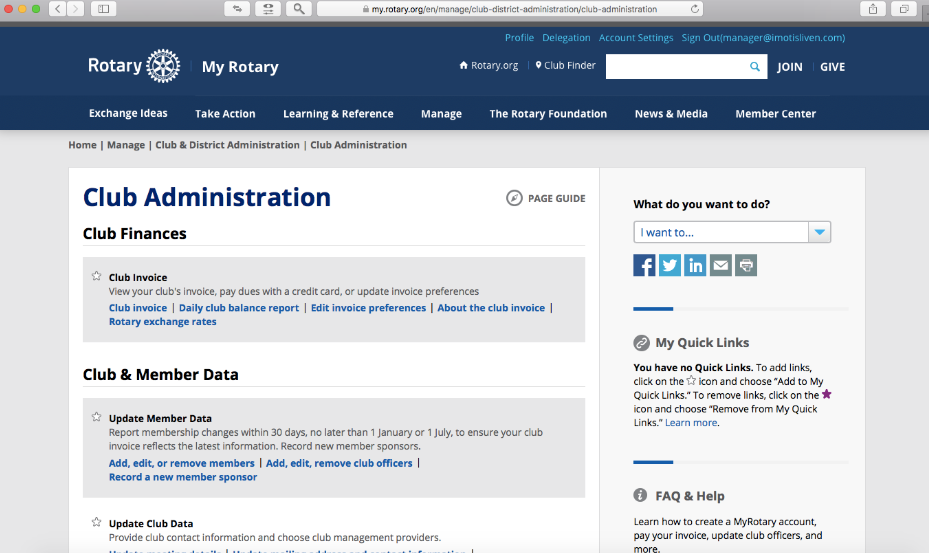 my.rotary.org/en/manage/club-district-administration/club-administration
Profile Delegation Account Settings Sign Out(manager@imotisliven.com)
Rotary
My Rotary
Rotary.org | Club Finder
JOIN GIVE
Exchange Ideas Take Action Learning & Reference Manage The Rotary Foundation News & Media Member Center
Home | Manage | Club & District Administration | Club Administration
Club Administration
PAGE GUIDE
Club Finances
Club Invoice
View your club's invoice, pay dues with a credit card, or update invoice preferences
Club invoice | Daily club balance report | Edit invoice preferences | About the club invoice |
Rotary exchange rates
Club & Member Data
Update Member Data
Report membership changes within 30 days, no later than 1 January or 1 July, to ensure your club
invoice reflects the latest information. Record new member sponsors.
Add, edit, or remove members | Add, edit, remove club officers |
Record a new member sponsor
Update Club Data
Provide club contact information and choose club management providers.
Update meeting details | Update mailing address and contact information |
What do you want to do?
I want to...
My Quick Links
You have no Quick Links. To add links,
click on the icon and choose “Add to My
Quick Links.” To remove links, click on the
icon and choose “Remove from My Quick
Links.” Learn more.
FAQ & Help
Learn how to create a MyRotary account,
pay your invoice, update club officers, and
more.